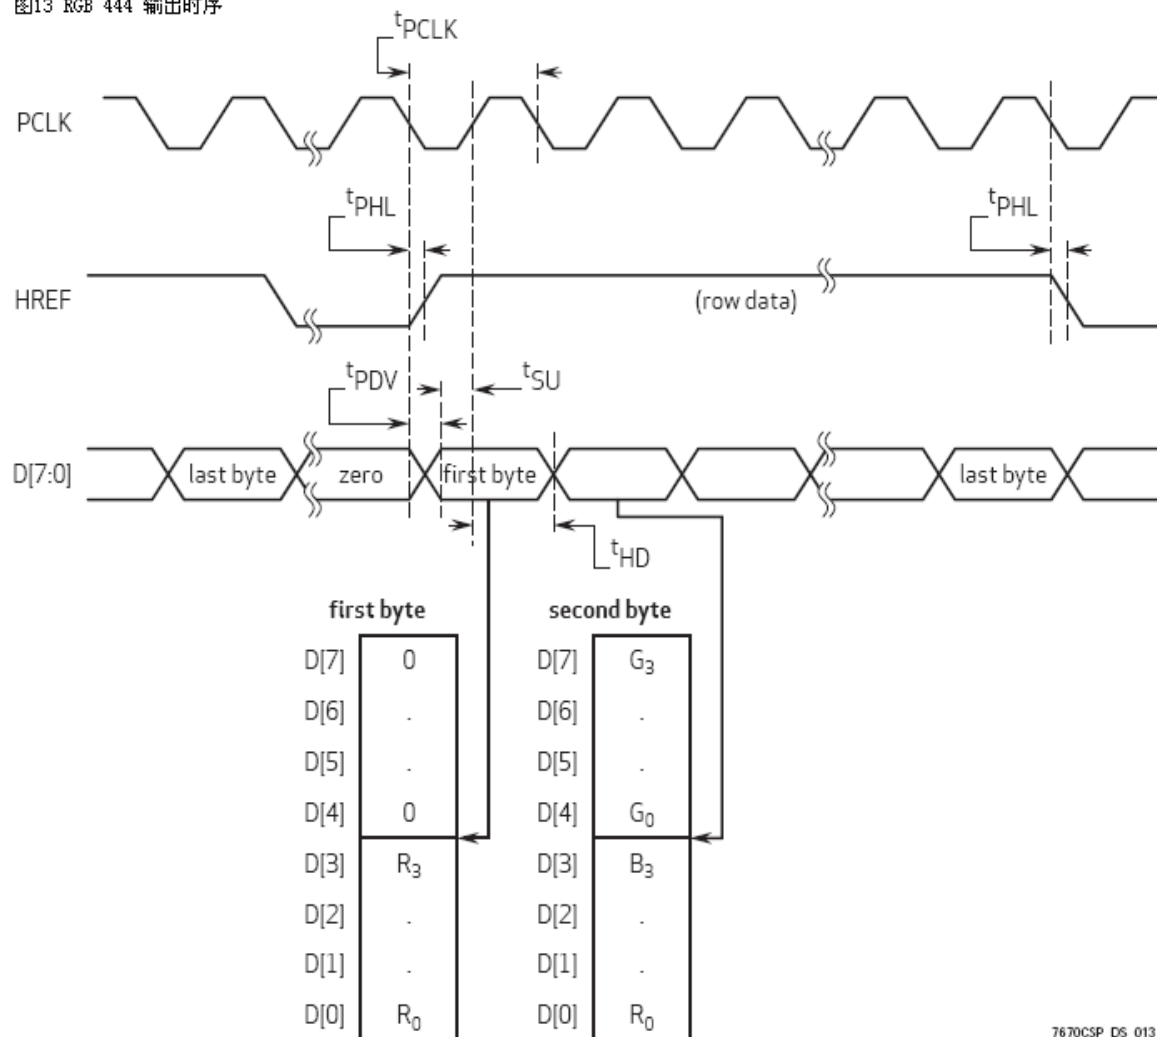 图13 RGB 444 输出时序
tPCLK
PCLK
tPHL
tPHL
HREF
(row data)
tPDV
tSU
D[7:0]
last byte
zero
first byte
last byte
tHD
first byte
second byte
D[7] 0 D[7] G3
D[6] . D[6] .
D[5] . D[5] .
D[4] 0 D[4] G0
D[3] R3 D[3] B3
D[2] . D[2] .
D[1] . D[1] .
D[0] R0 D[0] R0
7670CSP_DS_013